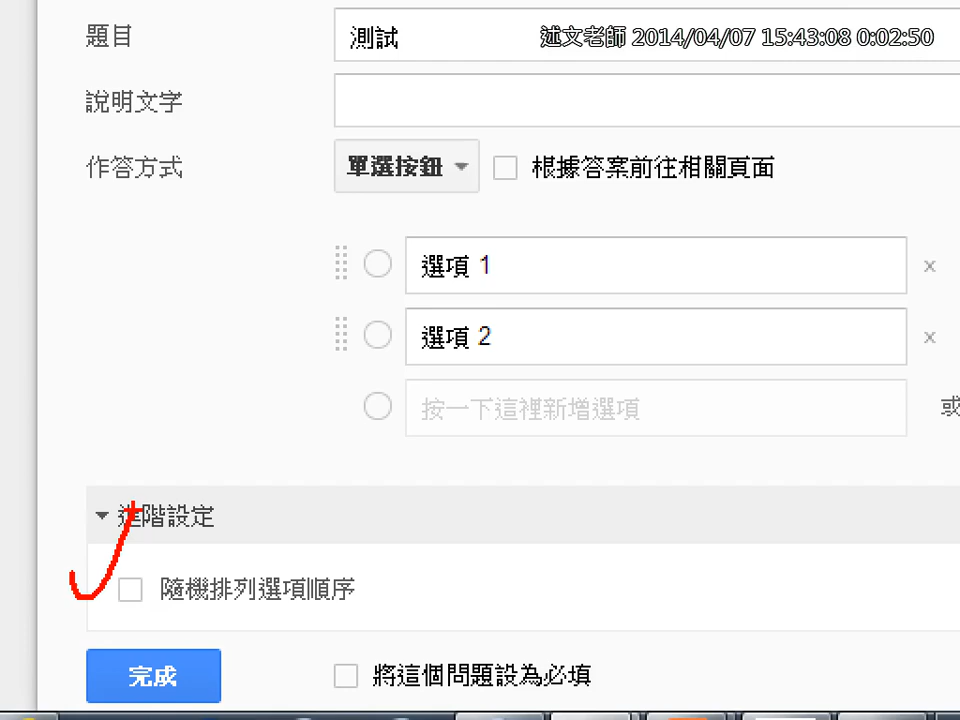 題目
測試
述文老師 2014/04/07 15:43:08 0:02:50
說明文字
作答方式
單選按鈕
根據答案前往相關頁面
選項 1
x
選項 2
x
按一下這裡新增選項
或
進階設定
隨機排列選項順序
完成
將這個問題設為必填